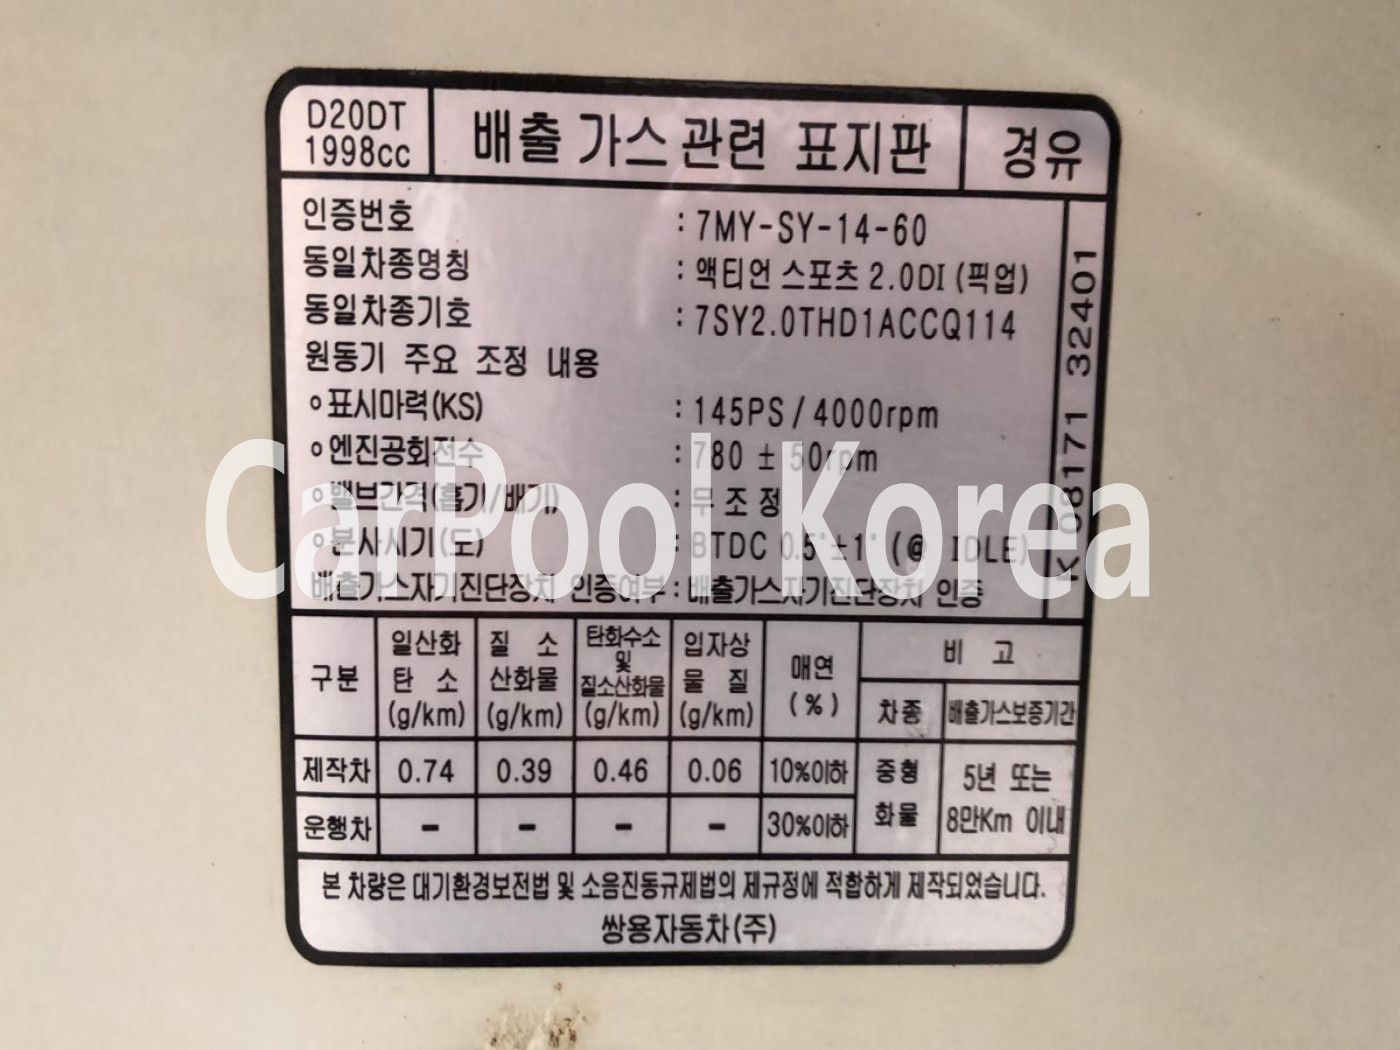 D20DT
1998cc
배출 가스 관련 표지판
경유
인증번호 : 7MY-SY-14-60
동일차종명칭 : 액티언 스포츠 2.0DI (픽업)
동일차종기호 : 7SY2.0THD1ACCQ114
원동기 주요 조정 내용
o 표시마력(KS) : 145PS / 4000rpm
o 엔진공회전수 : 780 ± 50rpm
o 밸브간격(흡기/배기) : 무 조 정
o 분사시기(도) : BTDC 0.5°±1° (@ IDLE)
배출가스자기진단장치 인증여부 : 배출가스자기진단장치 인증
K 08171 32401
CarPool Korea
구분
일산화
탄 소
(g/km)
질 소
산화물
(g/km)
탄화수소
및
질소산화물
(g/km)
입자상
물 질
(g/km)
매연
(%)
비 고
차종
배출가스보증기간
제작차 0.74 0.39 0.46 0.06 10%이하
운행차 - - - - 30%이하
중형
화물
5년 또는
8만Km 이내
본 차량은 대기환경보전법 및 소음진동규제법의 제규정에 적합하게 제작되었습니다.
쌍용자동차(주)